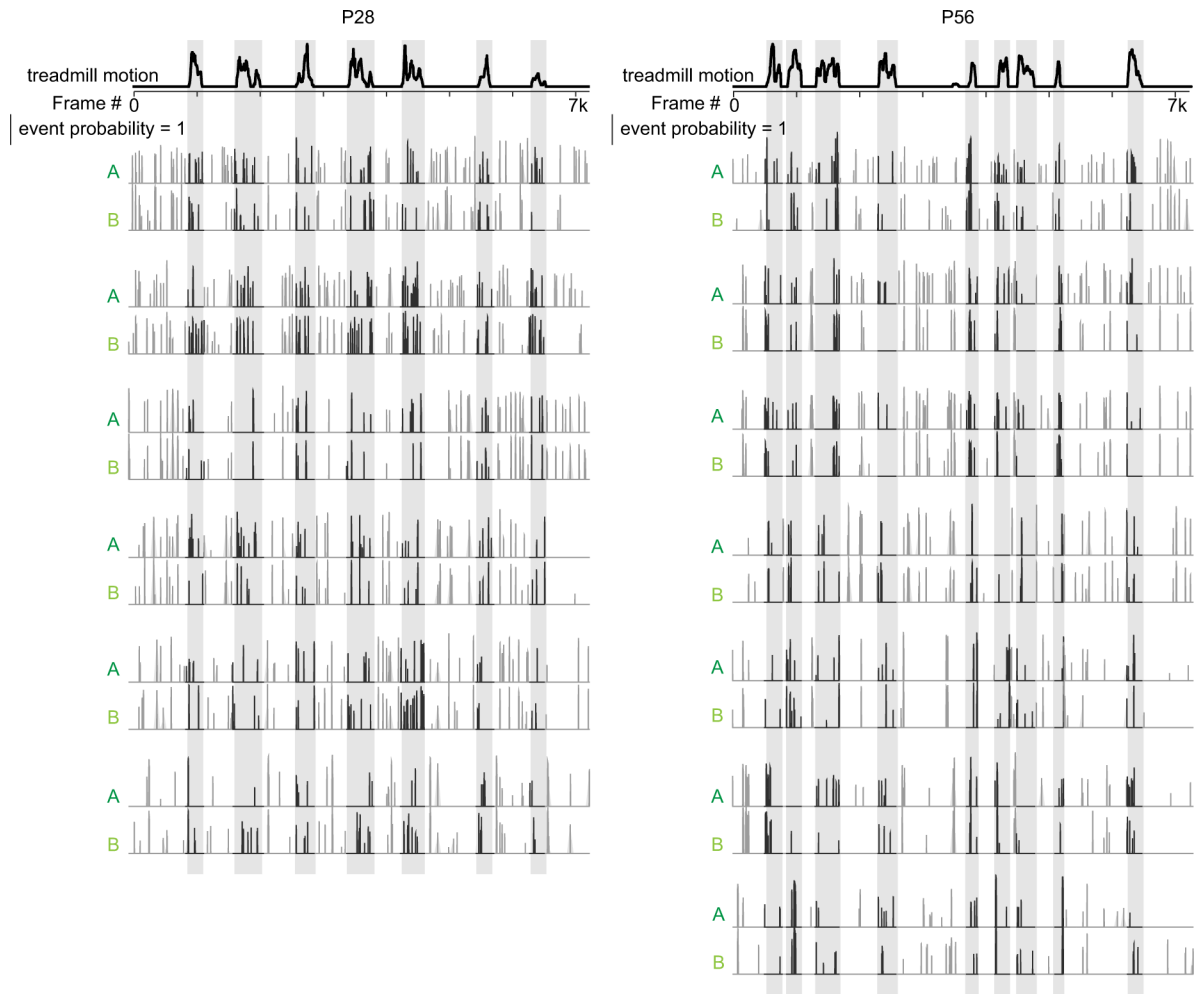 P28
treadmill motion
Frame # 0 7k
event probability = 1
A
B
A
B
A
B
A
B
A
B
A
B
P56
treadmill motion
Frame # 0 7k
event probability = 1
A
B
A
B
A
B
A
B
A
B
A
B
A
B